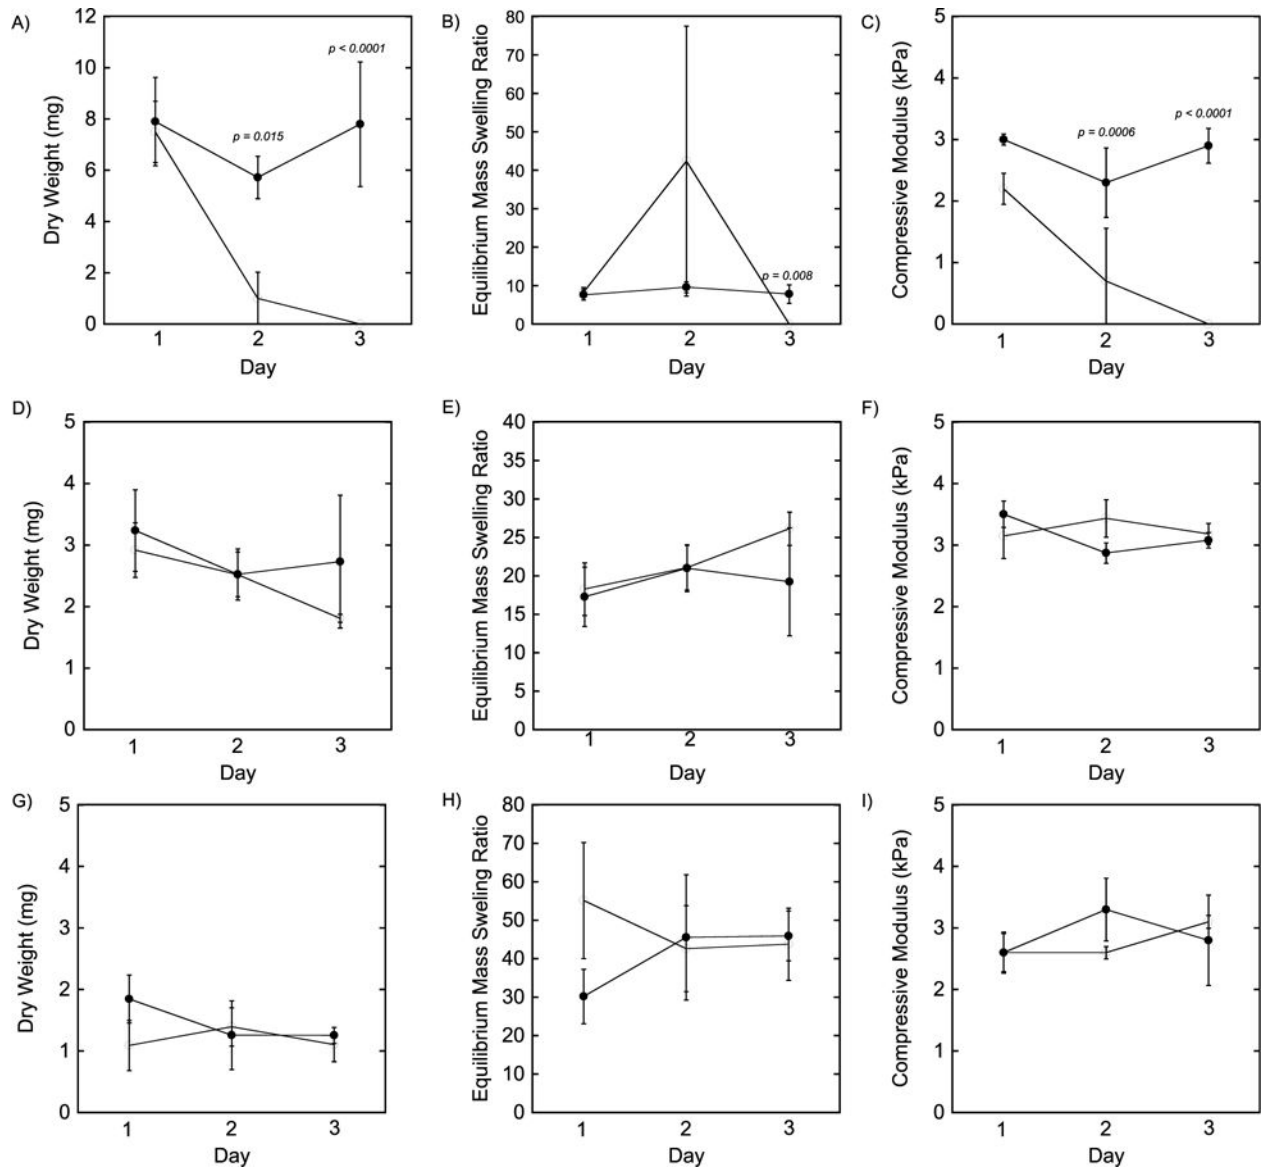 A)
Dry Weight (mg)
12
10
8
6
4
2
0
p = 0.015
p < 0.0001
1 2 3
Day
B)
Equilibrium Mass Swelling Ratio
80
70
60
50
40
30
20
10
0
p = 0.008
1 2 3
Day
C)
Compressive Modulus (kPa)
5
4
3
2
1
0
p = 0.0006
p < 0.0001
1 2 3
Day
D)
Dry Weight (mg)
5
4
3
2
1
0
1 2 3
Day
E)
Equilibrium Mass Swelling Ratio
40
35
30
25
20
15
10
5
0
1 2 3
Day
F)
Compressive Modulus (kPa)
5
4
3
2
1
0
1 2 3
Day
G)
Dry Weight (mg)
5
4
3
2
1
0
1 2 3
Day
H)
Equilibrium Mass Sweling Ratio
80
70
60
50
40
30
20
10
0
1 2 3
Day
I)
Compressive Modulus (kPa)
5
4
3
2
1
0
1 2 3
Day